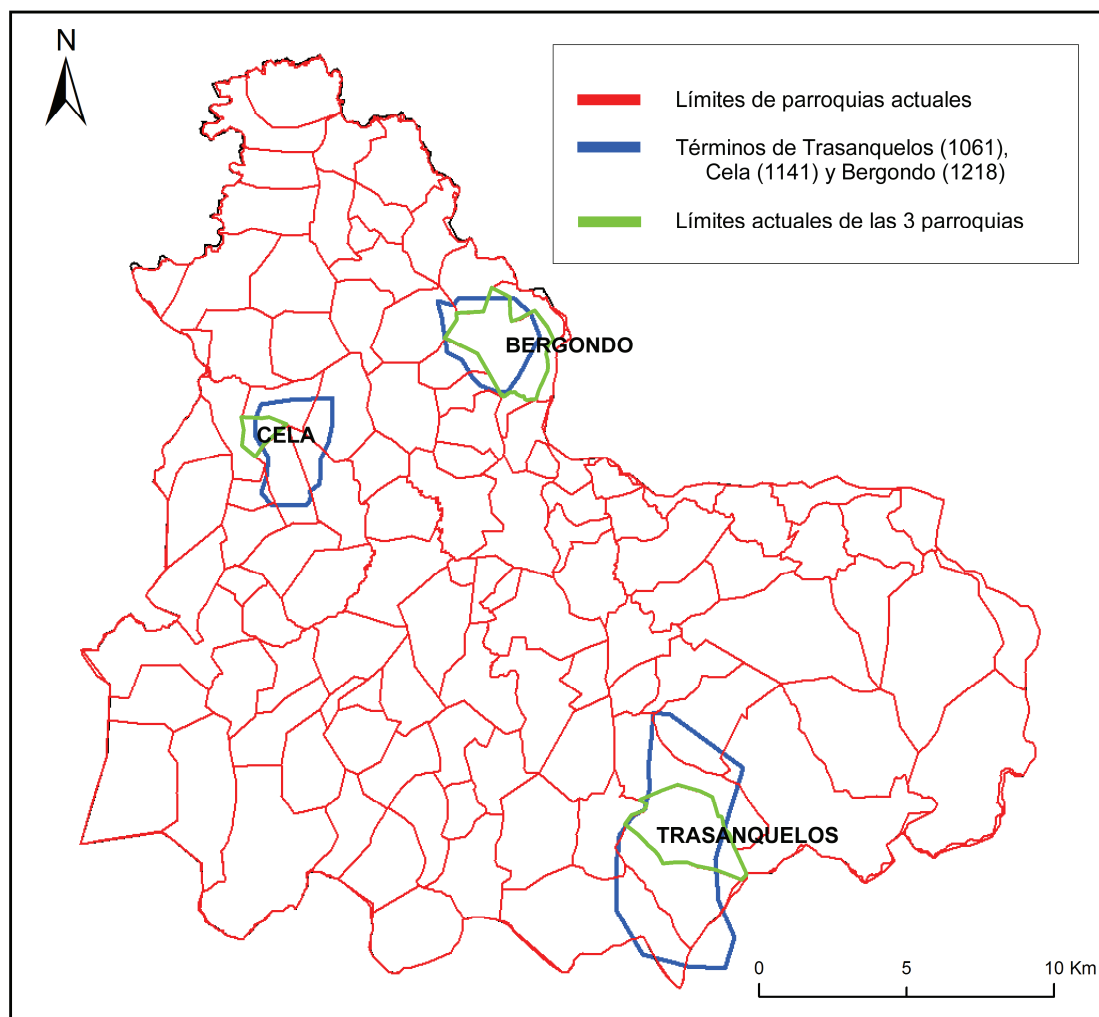 N
Límites de parroquias actuales
Términos de Trasanquelos (1061),
Cela (1141) y Bergondo (1218)
Límites actuales de las 3 parroquias
BERGONDO
CELA
TRASANQUELOS
0 5 10 Km